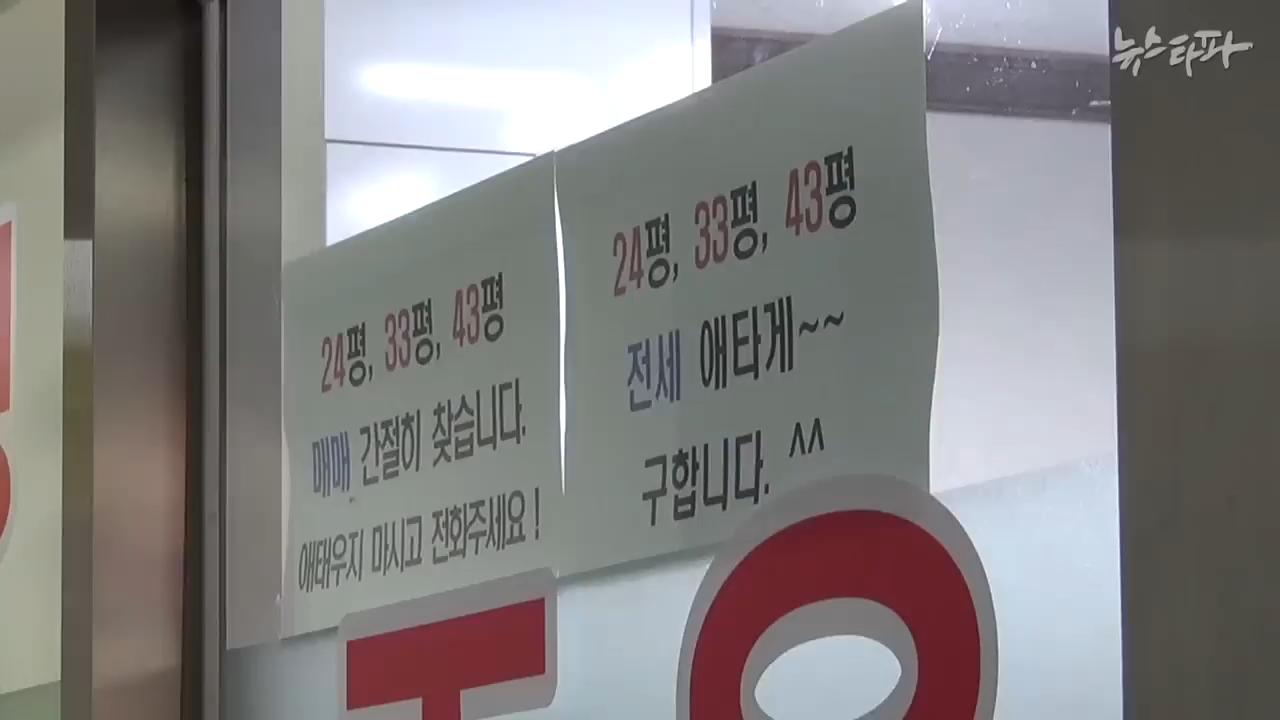 뉴스타파
24평, 33평, 43평
매매 간절히 찾습니다.
애태우지 마시고 전화주세요!
24평, 33평, 43평
전세 애타게~~
구합니다. ^^